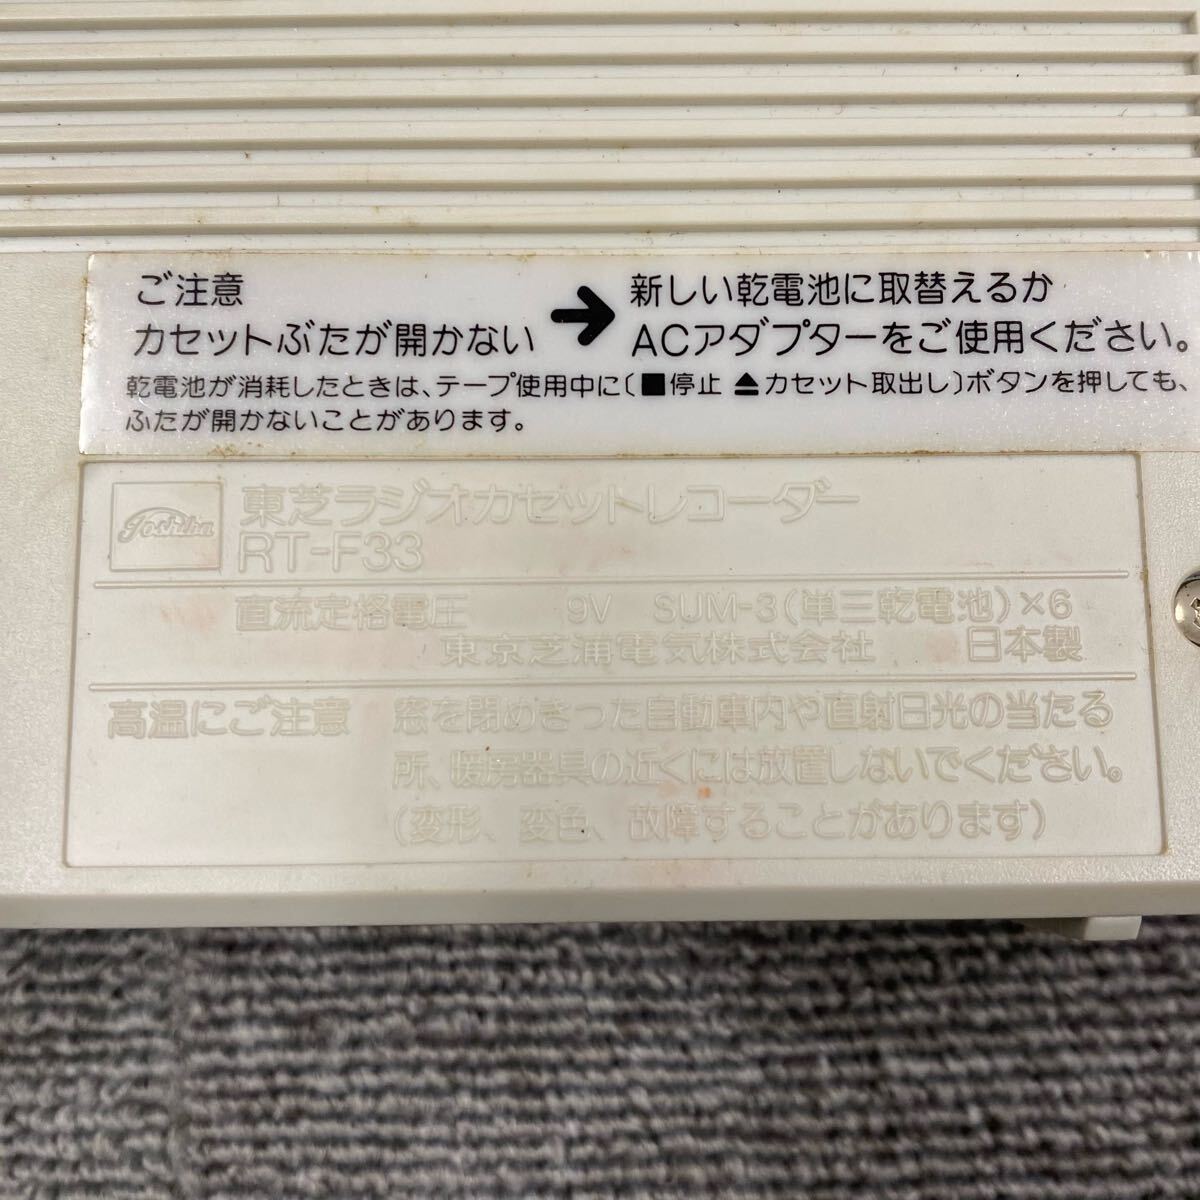 ご注意
カセットぶたが開かない
→
新しい乾電池に取替えるか
ACアダプターをご使用ください。
乾電池が消耗したときは、テープ使用中に〔■停止 ⏏カセット取出し〕ボタンを押しても、
ふたが開かないことがあります。
Toshiba
東芝ラジオカセットレコーダー
RT-F33
直流定格電圧 9V SUM-3(単三乾電池)×6
東京芝浦電気株式会社 日本製
高温にご注意
窓を閉めきった自動車内や直射日光の当たる
所、暖房器具の近くには放置しないでください。
(変形、変色、故障することがあります)